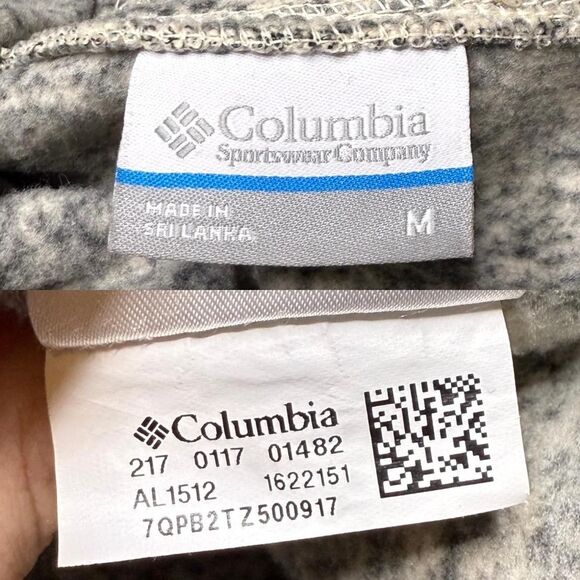 Columbia
Sportswear Company
MADE IN
SRI LANKA
M
Columbia
217 0117 01482
AL1512 1622151
7QPB2TZ500917